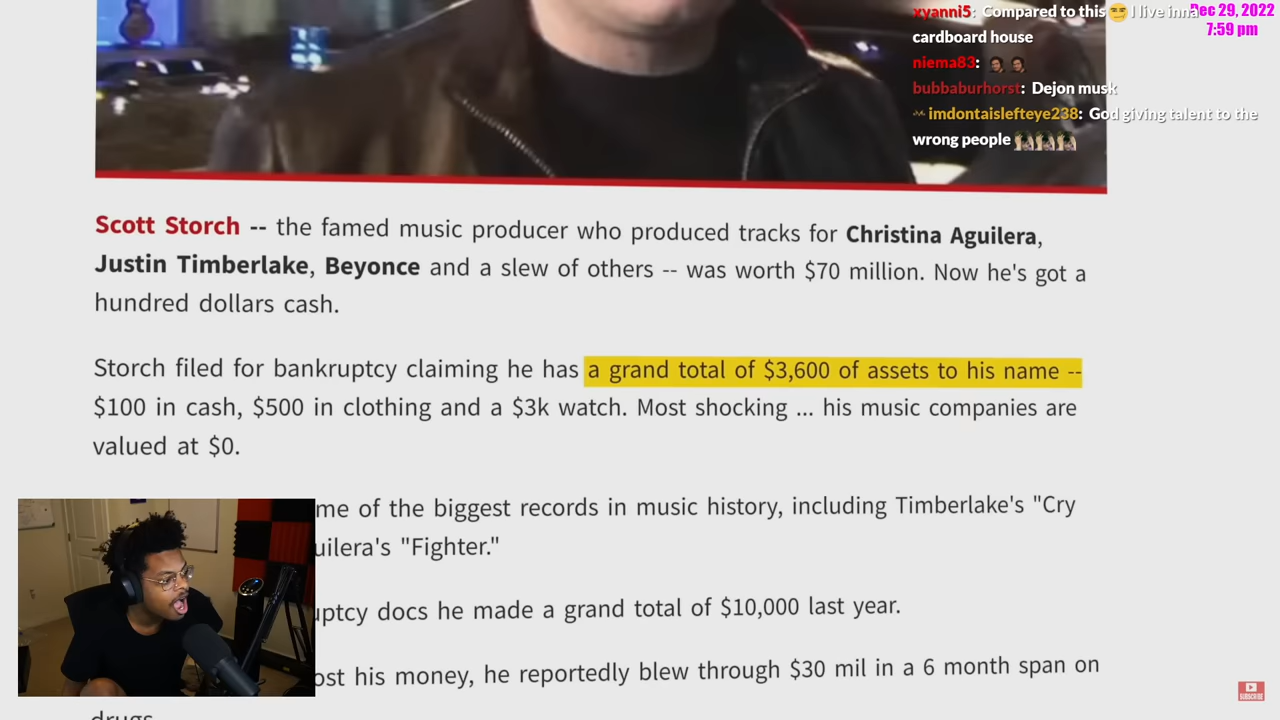 xyanni5: Compared to this I live inna
cardboard house
niema83:
bubbaburhorst: Dejon musk
imdontaislefteye238: God giving talent to the
wrong people
Dec 29, 2022
7:59 pm
Scott Storch -- the famed music producer who produced tracks for Christina Aguilera,
Justin Timberlake, Beyonce and a slew of others -- was worth $70 million. Now he's got a
hundred dollars cash.
Storch filed for bankruptcy claiming he has a grand total of $3,600 of assets to his name --
$100 in cash, $500 in clothing and a $3k watch. Most shocking ... his music companies are
valued at $0.
me of the biggest records in music history, including Timberlake's "Cry
uilera's "Fighter."
uptcy docs he made a grand total of $10,000 last year.
ost his money, he reportedly blew through $30 mil in a 6 month span on
drugs
SUBSCRIBE